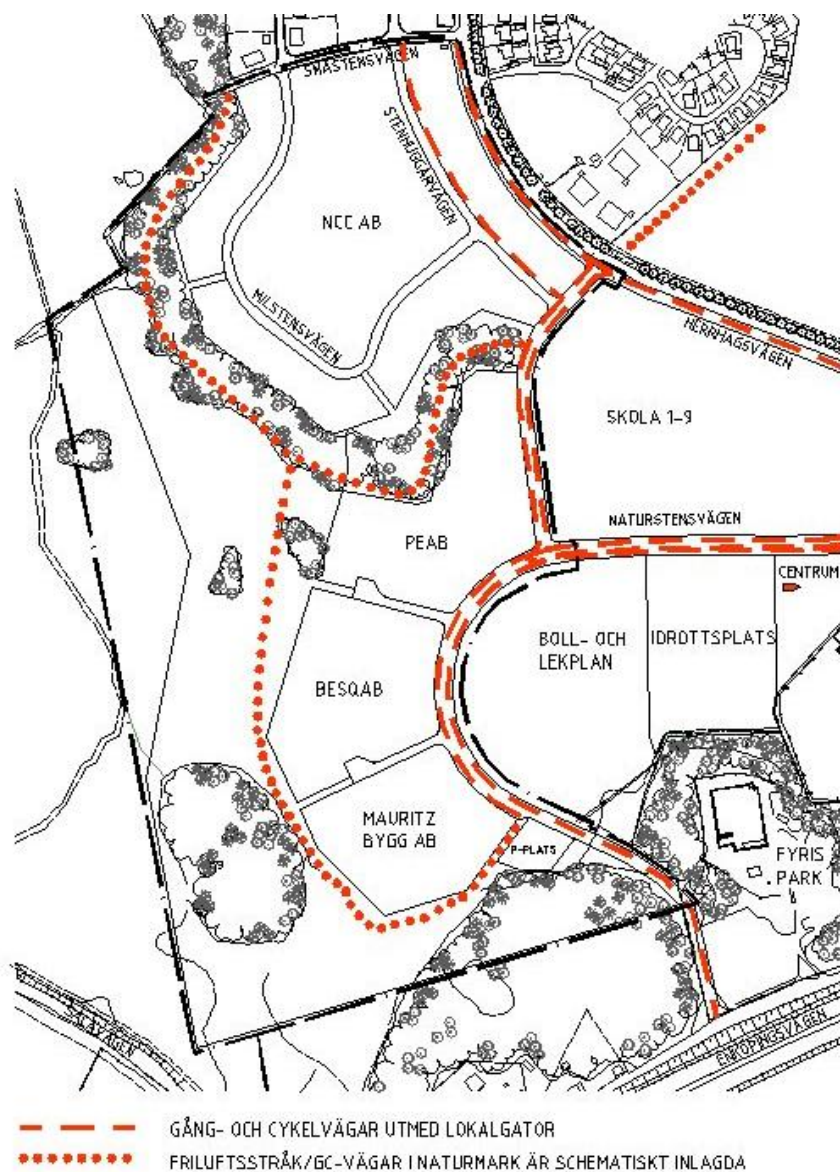 SMÅSTENSVÄGEN
STENHUGGARVÄGEN
NCC AB
MILSTENSVÄGEN
HERRHAGSVÄGEN
SKOLA 1-9
NATURSTENSVÄGEN
PEAB
CENTRUM
BOLL- OCH
LEKPLAN
IDROTTSPLATS
BESQAB
MAURITZ
BYGG AB
P-PLATS
FYRIS
PARK
ENKÖPINGSVÄGEN
GÅNG- OCH CYKELVÄGAR UTMED LOKALGATOR
FRILUFTSSTRÅK/GC-VÄGAR I NATURMARK ÄR SCHEMATISKT INLAGDA